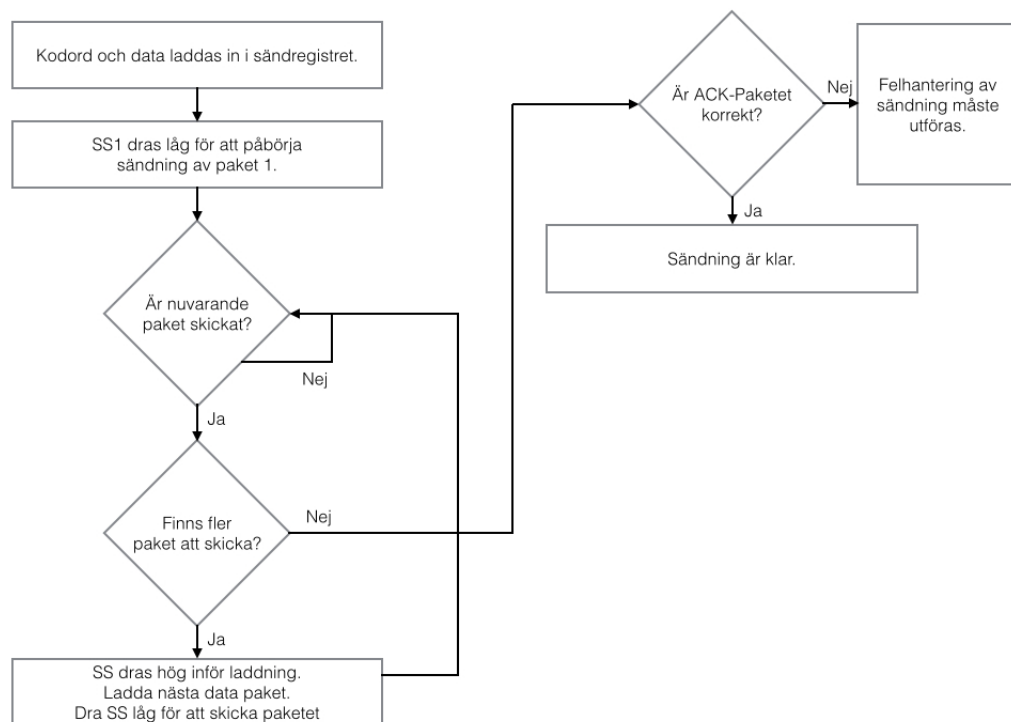 Kodord och data laddas in i sändregistret.
SS1 dras låg för att påbörja
sändning av paket 1.
Är nuvarande
paket skickat?
Nej
Ja
Finns fler
paket att skicka?
Nej
Ja
SS dras hög inför laddning.
Ladda nästa data paket.
Dra SS låg för att skicka paketet
Är ACK-Paketet
korrekt?
Nej
Felhantering av
sändning måste
utföras.
Ja
Sändning är klar.